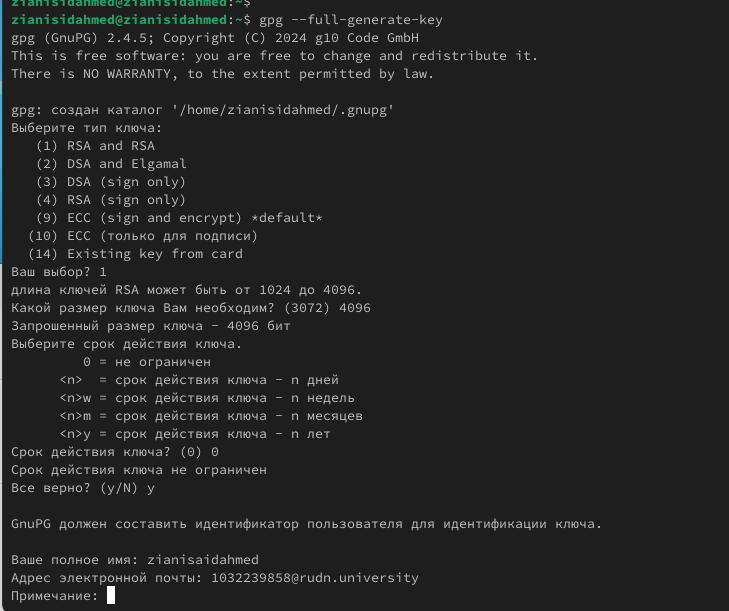 zianisidahmed@zianisidahmed:~$
zianisidahmed@zianisidahmed:~$ gpg --full-generate-key
gpg (GnuPG) 2.4.5; Copyright (C) 2024 g10 Code GmbH
This is free software: you are free to change and redistribute it.
There is NO WARRANTY, to the extent permitted by law.

gpg: создан каталог '/home/zianisidahmed/.gnupg'
Выберите тип ключа:
   (1) RSA and RSA
   (2) DSA and Elgamal
   (3) DSA (sign only)
   (4) RSA (sign only)
   (9) ECC (sign and encrypt) *default*
  (10) ECC (только для подписи)
  (14) Existing key from card
Ваш выбор? 1
длина ключей RSA может быть от 1024 до 4096.
Какой размер ключа Вам необходим? (3072) 4096
Запрошенный размер ключа - 4096 бит
Выберите срок действия ключа.
         0 = не ограничен
      <n>  = срок действия ключа - n дней
      <n>w = срок действия ключа - n недель
      <n>m = срок действия ключа - n месяцев
      <n>y = срок действия ключа - n лет
Срок действия ключа? (0) 0
Срок действия ключа не ограничен
Все верно? (y/N) y

GnuPG должен составить идентификатор пользователя для идентификации ключа.

Ваше полное имя: zianisaidahmed
Адрес электронной почты: 1032239858@rudn.university
Примечание: